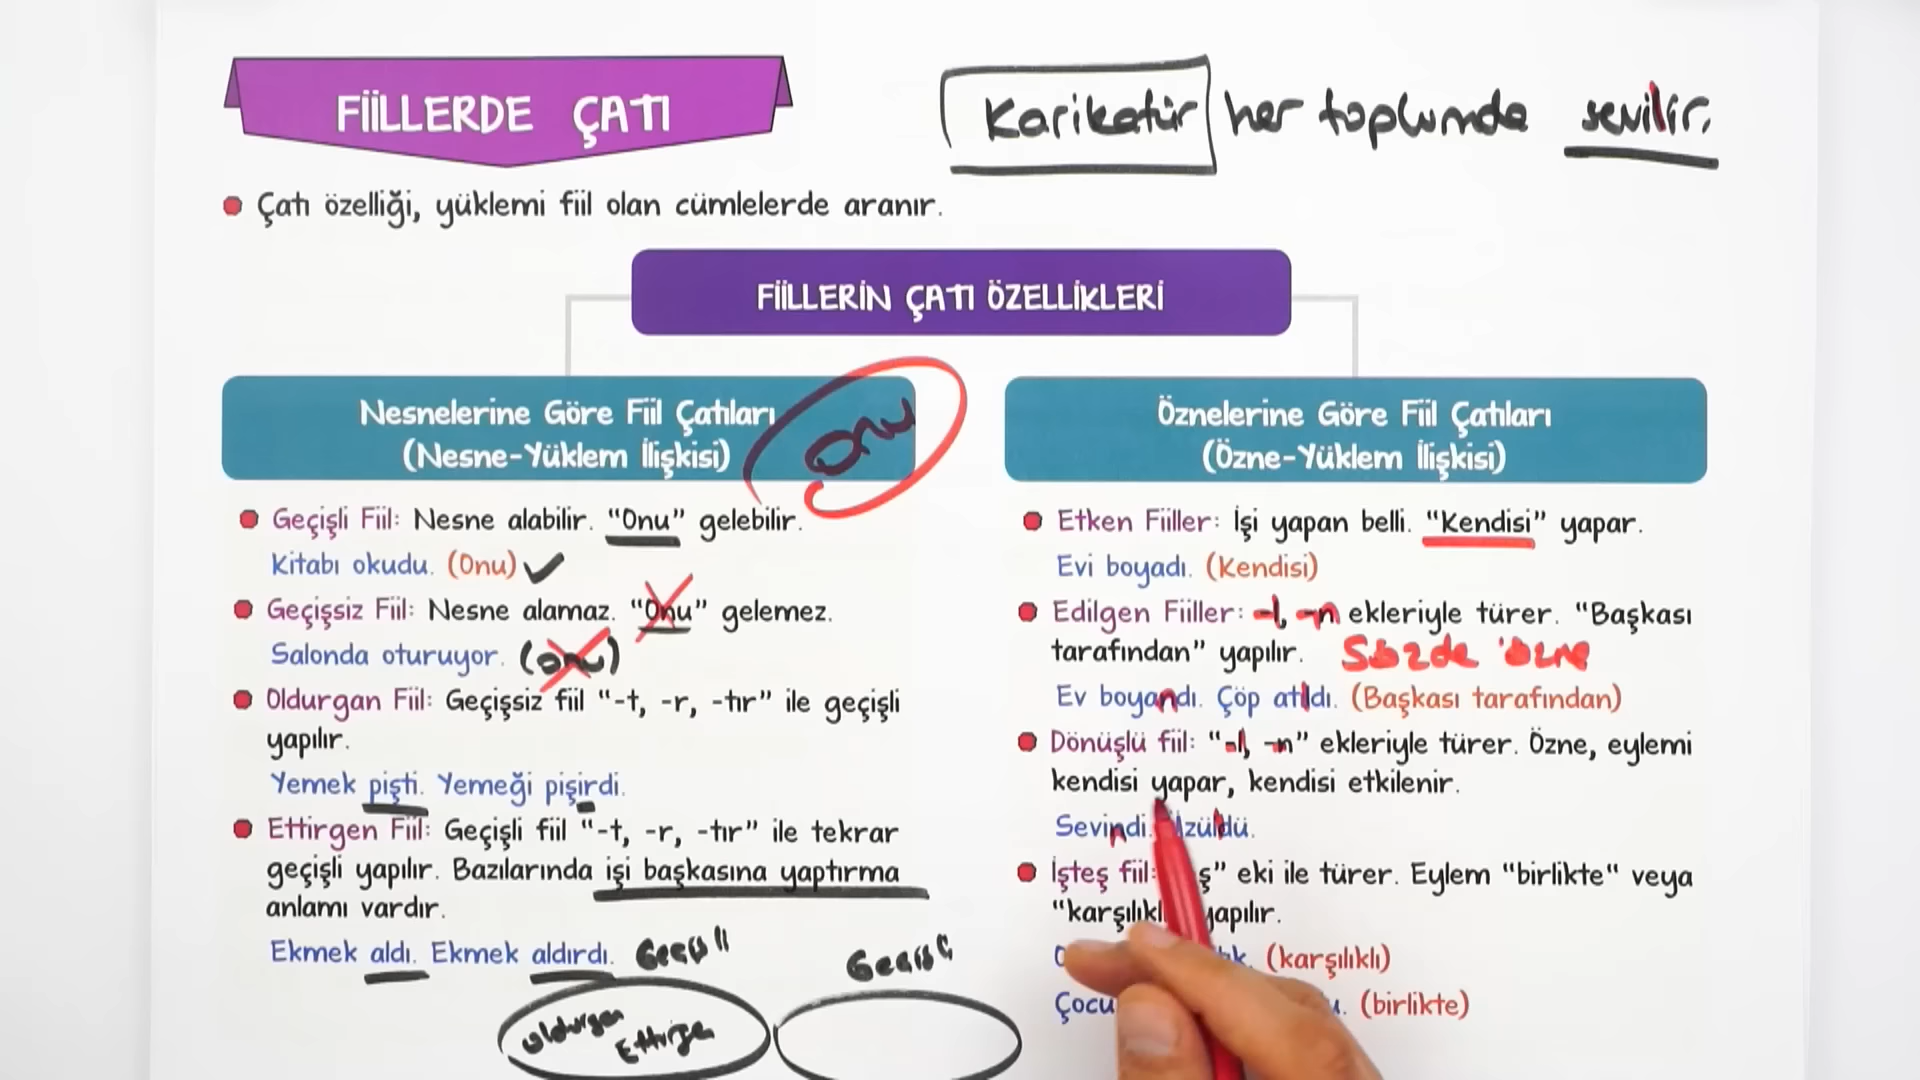 FİİLLERDE ÇATI
Karikatür her toplumda sevilir.
Çatı özelliği, yüklemi fiil olan cümlelerde aranır.
FİİLLERİN ÇATI ÖZELLİKLERİ
Nesnelerine Göre Fiil Çatıları
(Nesne-Yüklem İlişkisi)
onu
Geçişli Fiil: Nesne alabilir. "Onu" gelebilir.
Kitabı okudu. (Onu)
Geçişsiz Fiil: Nesne alamaz. "Onu" gelemez.
Salonda oturuyor. (onu)
Oldurgan Fiil: Geçişsiz fiil "-t, -r, -tır" ile geçişli
yapılır.
Yemek pişti. Yemeği pişirdi.
Ettirgen Fiil: Geçişli fiil "-t, -r, -tır" ile tekrar
geçişli yapılır. Bazılarında işi başkasına yaptırma
anlamı vardır.
Ekmek aldı. Ekmek aldırdı. Geçişli
Oldurgan
Ettirgen
Öznelerine Göre Fiil Çatıları
(Özne-Yüklem İlişkisi)
Etken Fiiller: İşi yapan belli. "Kendisi" yapar.
Evi boyadı. (Kendisi)
Edilgen Fiiller: -l, -n ekleriyle türer. "Başkası
tarafından" yapılır. Sözde özne
Ev boyandı. Çöp atıldı. (Başkası tarafından)
Dönüşlü fiil: "-l, -n" ekleriyle türer. Özne, eylemi
kendisi yapar, kendisi etkilenir.
Sevindi. Üzüldü.
İşteş fiil: ş" eki ile türer. Eylem "birlikte" veya
yapılır.
(karşılıklı)
(birlikte)